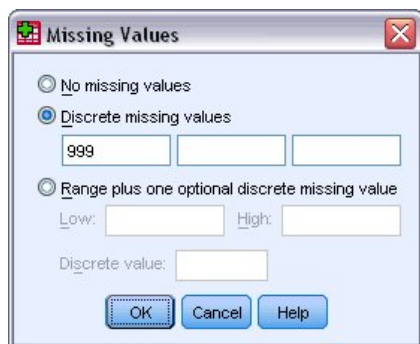 Missing Values
No missing values
Discrete missing values
999
Range plus one optional discrete missing value
Low: High:
Discrete value:
OK Cancel Help